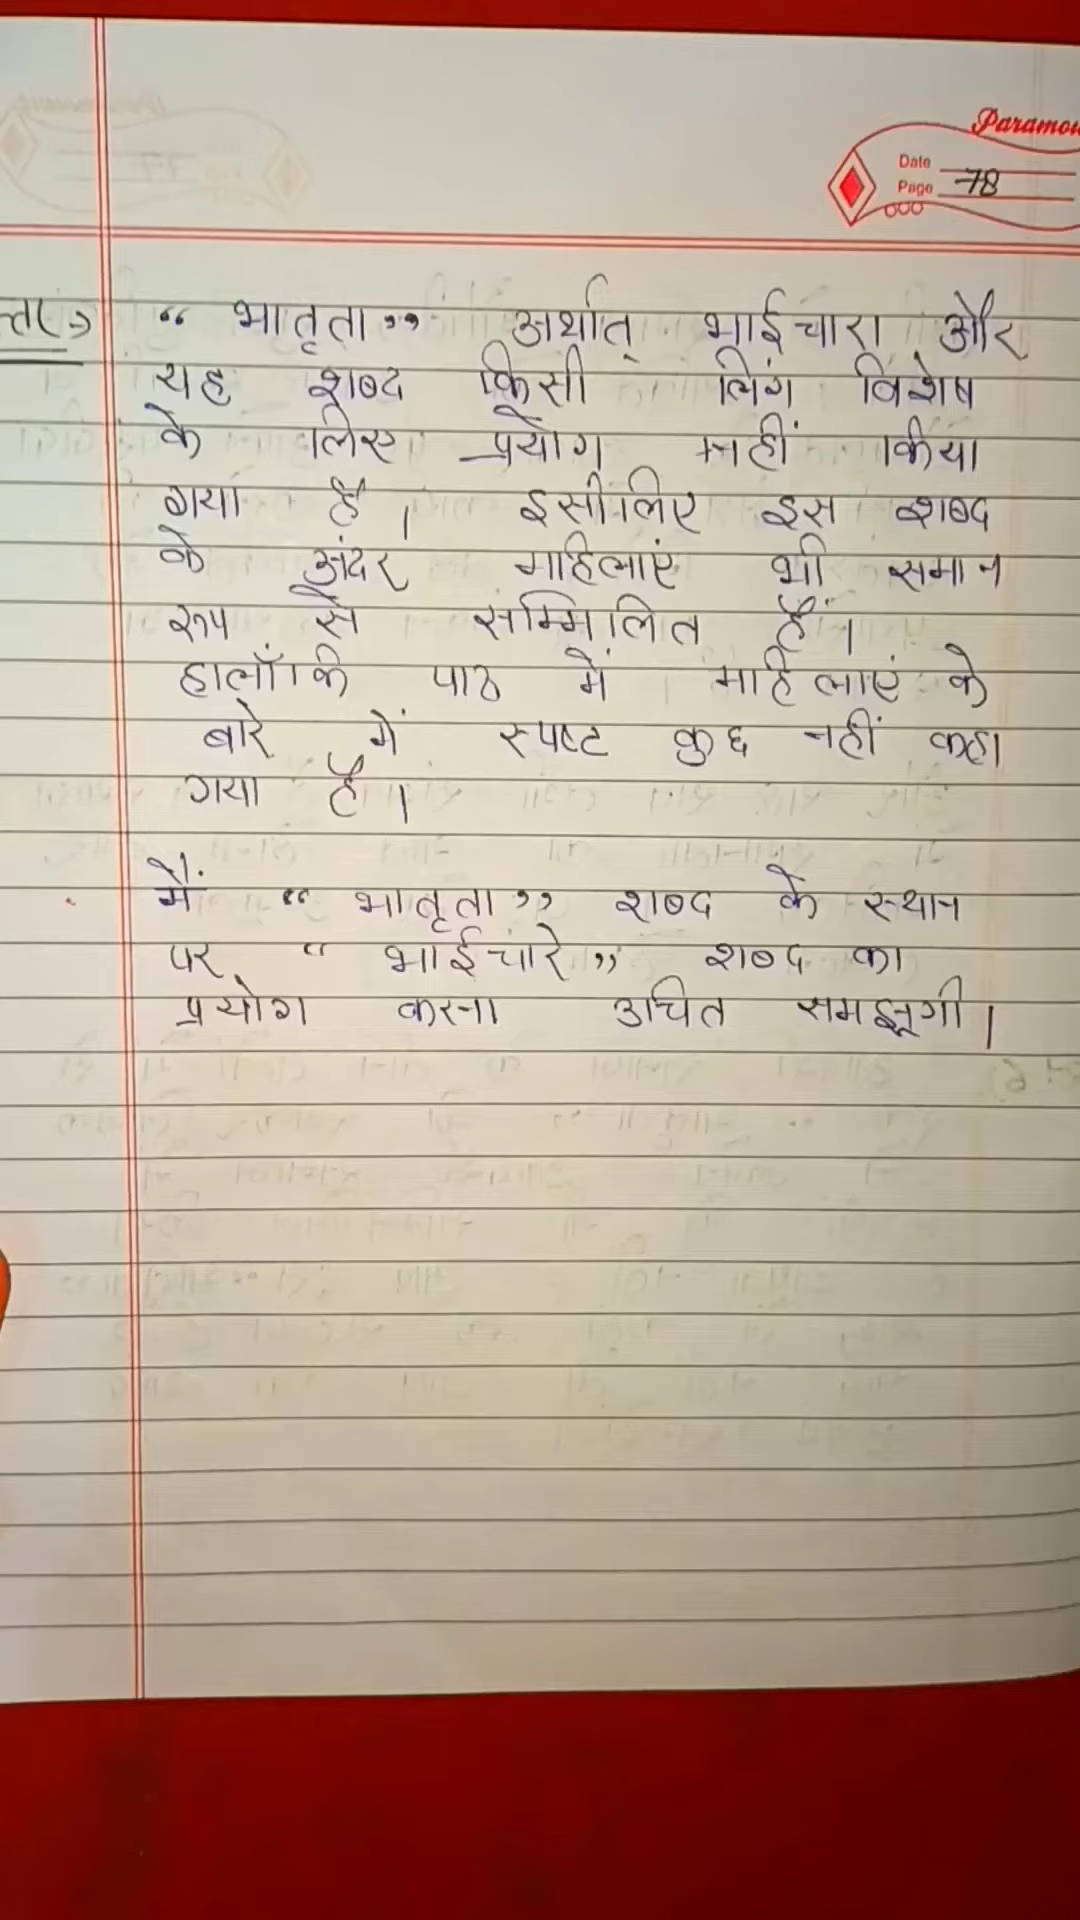 Paramou
Date
Page 78
त्तर→ “ भातृता ” अर्थात् भाईचारा और
यह शब्द किसी लिंग विशेष
के लिए प्रयोग नहीं किया
गया है । इसीलिए इस शब्द
के अंदर महिलाएं भी समान
रूप से सम्मिलित हैं ।
हालाँकि पाठ में महिलाएं के
बारे में स्पष्ट कुछ नहीं कहा
गया है ।
मैं “ भातृता ” शब्द के स्थान
पर “ भाईचारे ” शब्द का
प्रयोग करना उचित समझूगी ।